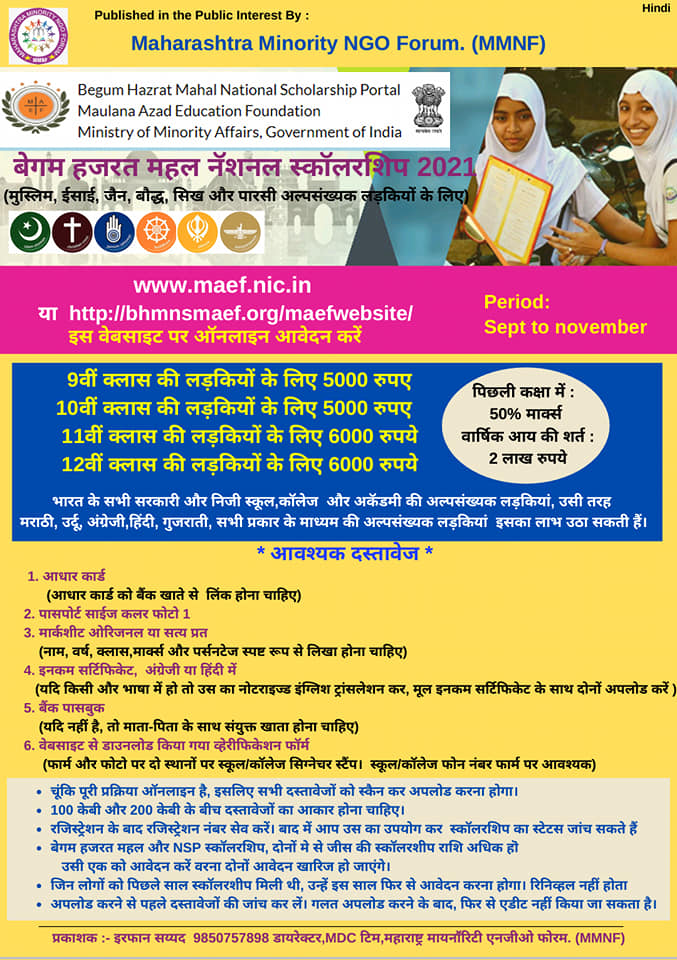 Hindi
Published in the Public Interest By :
Maharashtra Minority NGO Forum. (MMNF)
Begum Hazrat Mahal National Scholarship Portal
Maulana Azad Education Foundation
Ministry of Minority Affairs, Government of India
बेगम हजरत महल नॅशनल स्कॉलरशिप 2021
(मुस्लिम, ईसाई, जैन, बौद्ध, सिख और पारसी अल्पसंख्यक लड़कियों के लिए)
www.maef.nic.in
या http://bhmnsmaef.org/maefwebsite/
इस वेबसाइट पर ऑनलाइन आवेदन करें
Period:
Sept to november
9वीं क्लास की लड़कियों के लिए 5000 रुपए
10वीं क्लास की लड़कियों के लिए 5000 रुपए
11वीं क्लास की लड़कियों के लिए 6000 रुपये
12वीं क्लास की लड़कियों के लिए 6000 रुपये
पिछली कक्षा में :
50% मार्क्स
वार्षिक आय की शर्त :
2 लाख रुपये
भारत के सभी सरकारी और निजी स्कूल,कॉलेज और अकॅडमी की अल्पसंख्यक लड़कियां, उसी तरह
मराठी, उर्दू, अंग्रेजी,हिंदी, गुजराती, सभी प्रकार के माध्यम की अल्पसंख्यक लड़कियां इसका लाभ उठा सकती हैं।
* आवश्यक दस्तावेज *
1. आधार कार्ड
(आधार कार्ड को बैंक खाते से लिंक होना चाहिए)
2. पासपोर्ट साईज कलर फोटो 1
3. मार्कशीट ओरिजनल या सत्य प्रत
(नाम, वर्ष, क्लास,मार्क्स और पर्सनटेज स्पष्ट रूप से लिखा होना चाहिए)
4. इनकम सर्टिफिकेट, अंग्रेजी या हिंदी में
(यदि किसी और भाषा में हो तो उस का नोटराइज्ड इंग्लिश ट्रांसलेशन कर, मूल इनकम सर्टिफिकेट के साथ दोनों अपलोड करें )
5. बैंक पासबुक
(यदि नहीं है, तो माता-पिता के साथ संयुक्त खाता होना चाहिए)
6. वेबसाइट से डाउनलोड किया गया व्हेरीफिकेशन फॉर्म
(फार्म और फोटो पर दो स्थानों पर स्कूल/कॉलेज सिग्नेचर स्टैंप। स्कूल/कॉलेज फोन नंबर फार्म पर आवश्यक)
• चूंकि पूरी प्रक्रिया ऑनलाइन है, इसलिए सभी दस्तावेजों को स्कैन कर अपलोड करना होगा।
• 100 केबी और 200 केबी के बीच दस्तावेजों का आकार होना चाहिए।
• रजिस्ट्रेशन के बाद रजिस्ट्रेशन नंबर सेव करें। बाद में आप उस का उपयोग कर स्कॉलरशिप का स्टेटस जांच सकते हैं
• बेगम हजरत महल और NSP स्कॉलरशिप, दोनों मे से जीस की स्कॉलरशीप राशि अधिक हो
उसी एक को आवेदन करें वरना दोनों आवेदन खारिज हो जाएंगे।
• जिन लोगों को पिछले साल स्कॉलरशीप मिली थी, उन्हें इस साल फिर से आवेदन करना होगा। रिनिव्हल नहीं होता
• अपलोड करने से पहले दस्तावेजों की जांच कर लें। गलत अपलोड करने के बाद, फिर से एडीट नहीं किया जा सकता है।
प्रकाशक :- इरफान सय्यद 9850757898 डायरेक्टर,MDC टिम,महाराष्ट्र मायनॉरिटी एनजीओ फोरम. (MMNF)